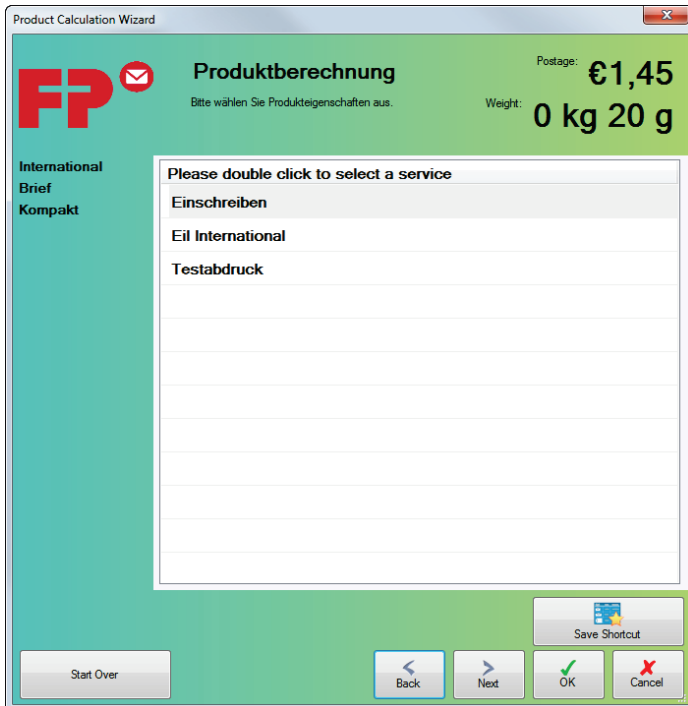 Product Calculation Wizard
FP
Produktberechnung
Bitte wählen Sie Produkteigenschaften aus.
Postage: €1,45
Weight: 0 kg 20 g
International
Brief
Kompakt
Please double click to select a service
Einschreiben
Eil International
Testabdruck
Save Shortcut
Start Over
Back
Next
OK
Cancel